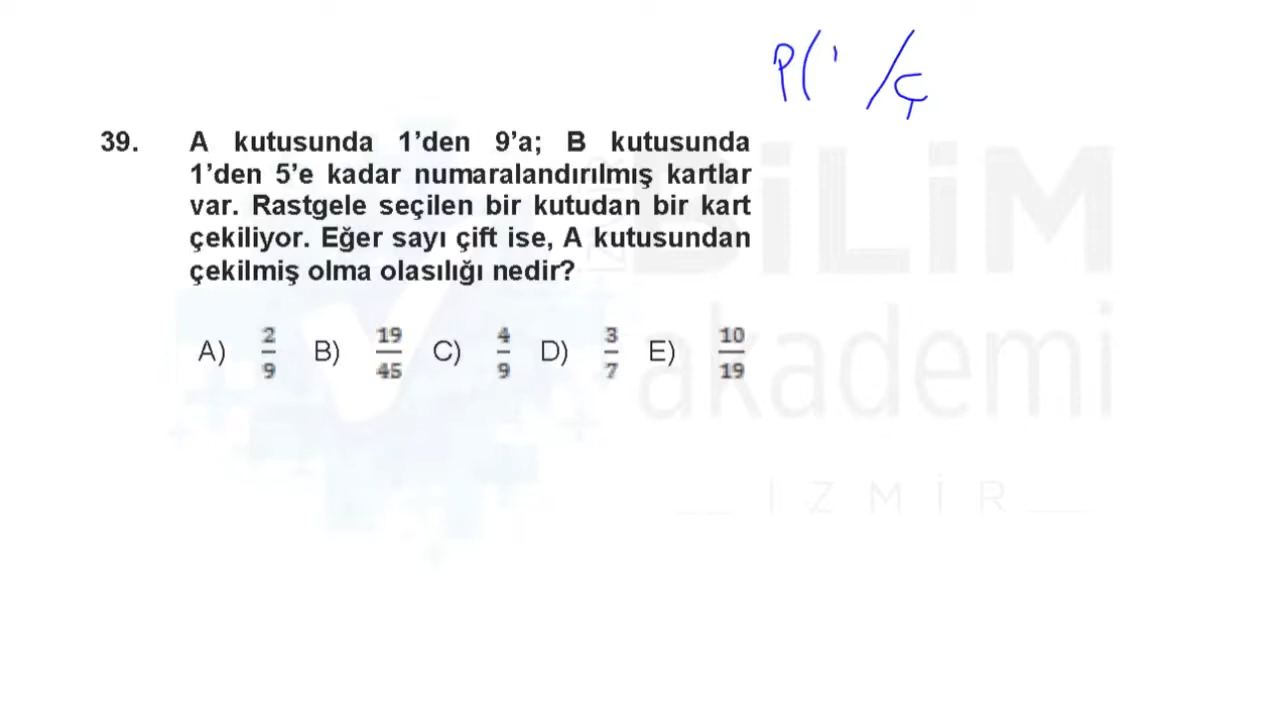 P( ' / Ç
39. A kutusunda 1’den 9’a; B kutusunda
1’den 5’e kadar numaralandırılmış kartlar
var. Rastgele seçilen bir kutudan bir kart
çekiliyor. Eğer sayı çift ise, A kutusundan
çekilmiş olma olasılığı nedir?
A) 2/9 B) 19/45 C) 4/9 D) 3/7 E) 10/19
BİLİM
akademi
İZMİR